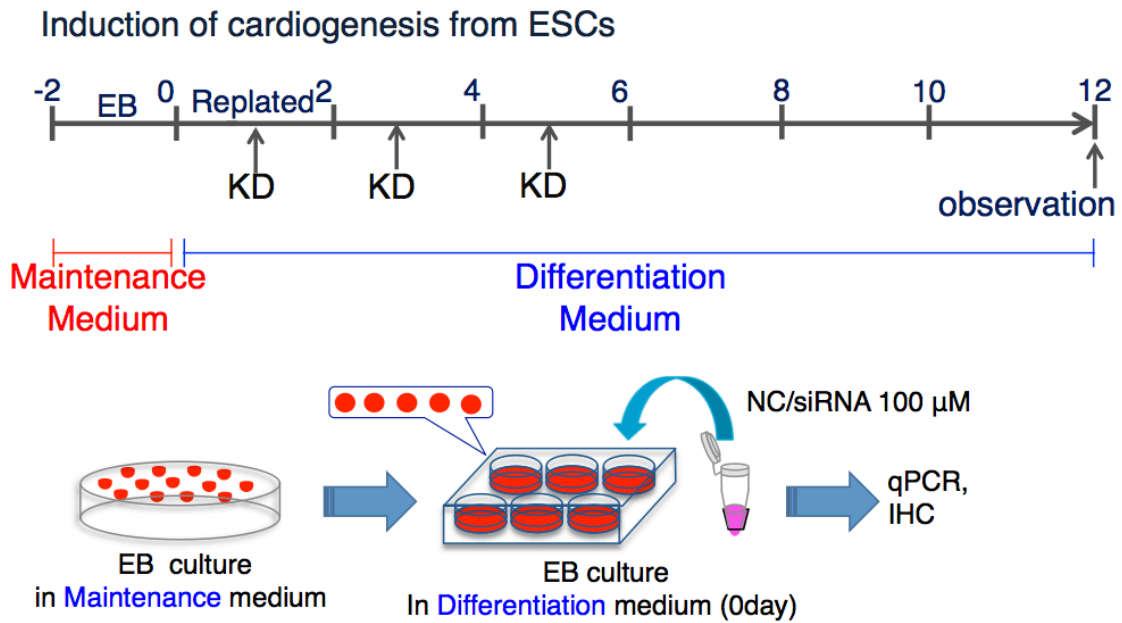 Induction of cardiogenesis from ESCs
-2 EB 0 Replated 2 4 6 8 10 12
KD KD KD
observation
Maintenance
Medium
Differentiation
Medium
NC/siRNA 100 µM
qPCR,
IHC
EB culture
in Maintenance medium
EB culture
In Differentiation medium (0day)